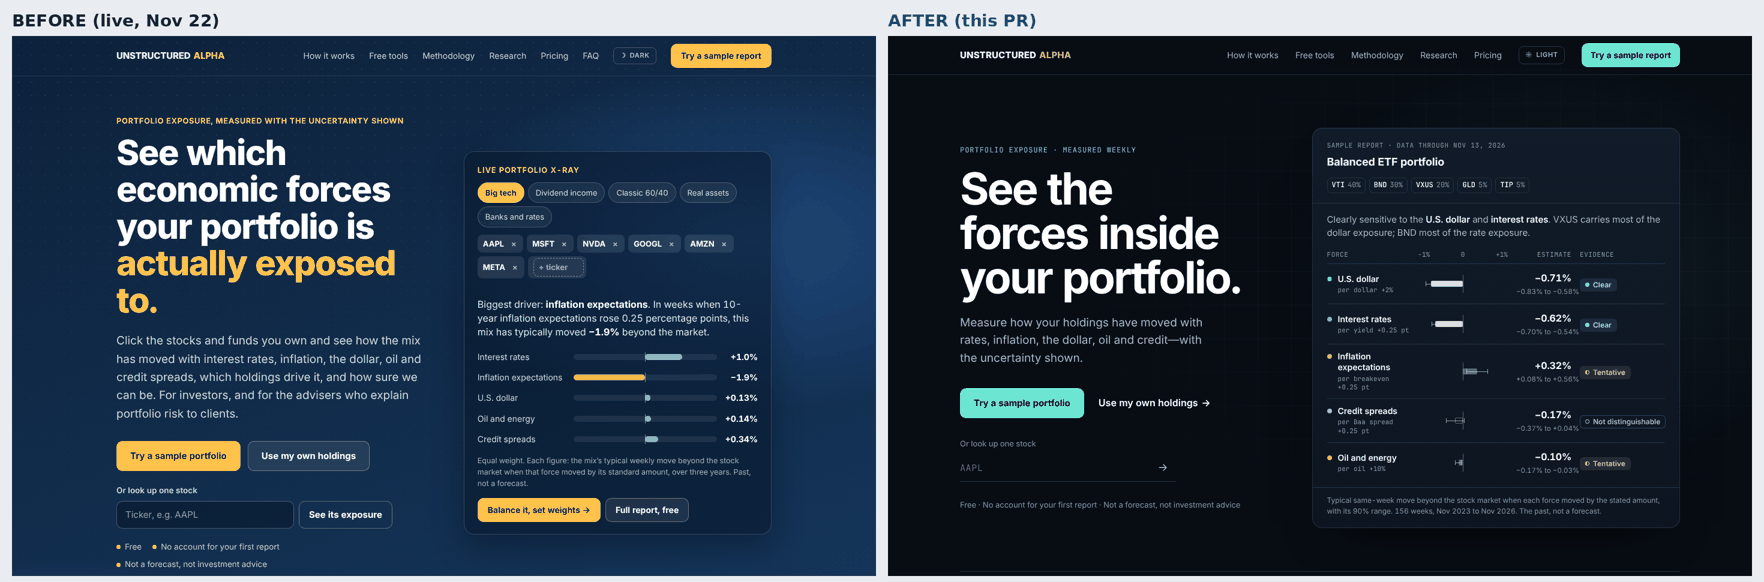 BEFORE (live, Nov 22)
UNSTRUCTURED ALPHA
How it works Free tools Methodology Research Pricing FAQ DARK Try a sample report
PORTFOLIO EXPOSURE, MEASURED WITH THE UNCERTAINTY SHOWN
See which
economic forces
your portfolio is
actually exposed
to.
Click the stocks and funds you own and see how the mix
has moved with interest rates, inflation, the dollar, oil and
credit spreads, which holdings drive it, and how sure we
can be. For investors, and for the advisers who explain
portfolio risk to clients.
Try a sample portfolio Use my own holdings
Or look up one stock
Ticker, e.g. AAPL See its exposure
Free No account for your first report
Not a forecast, not investment advice
LIVE PORTFOLIO X-RAY
Big tech Dividend income Classic 60/40 Real assets
Banks and rates
AAPL × MSFT × NVDA × GOOGL × AMZN ×
META × + ticker
Biggest driver: inflation expectations. In weeks when 10-
year inflation expectations rose 0.25 percentage points, this
mix has typically moved −1.9% beyond the market.
Interest rates +1.0%
Inflation expectations −1.9%
U.S. dollar +0.13%
Oil and energy +0.14%
Credit spreads +0.34%
Equal weight. Each figure: the mix's typical weekly move beyond the stock
market when that force moved by its standard amount, over three years. Past,
not a forecast.
Balance it, set weights → Full report, free
AFTER (this PR)
UNSTRUCTURED ALPHA
How it works Free tools Methodology Research Pricing LIGHT Try a sample report
PORTFOLIO EXPOSURE · MEASURED WEEKLY
See the
forces inside
your portfolio.
Measure how your holdings have moved with
rates, inflation, the dollar, oil and credit—with
the uncertainty shown.
Try a sample portfolio Use my own holdings →
Or look up one stock
AAPL →
Free · No account for your first report · Not a forecast, not investment advice
SAMPLE REPORT · DATA THROUGH NOV 13, 2026
Balanced ETF portfolio
VTI 40% BND 30% VXUS 20% GLD 5% TIP 5%
Clearly sensitive to the U.S. dollar and interest rates. VXUS carries most of the
dollar exposure; BND most of the rate exposure.
FORCE -1% 0 +1% ESTIMATE EVIDENCE
U.S. dollar −0.71% Clear
per dollar +2% −0.83% to −0.58%
Interest rates −0.62% Clear
per yield +0.25 pt −0.70% to −0.54%
Inflation
expectations +0.32% Tentative
per breakeven +0.08% to +0.56%
+0.25 pt
Credit spreads −0.17% Not distinguishable
per Baa spread −0.37% to +0.04%
+0.25 pt
Oil and energy −0.10% Tentative
per oil +10% −0.17% to −0.03%
Typical same-week move beyond the stock market when each force moved by the stated amount,
with its 90% range. 156 weeks, Nov 2023 to Nov 2026. The past, not a forecast.